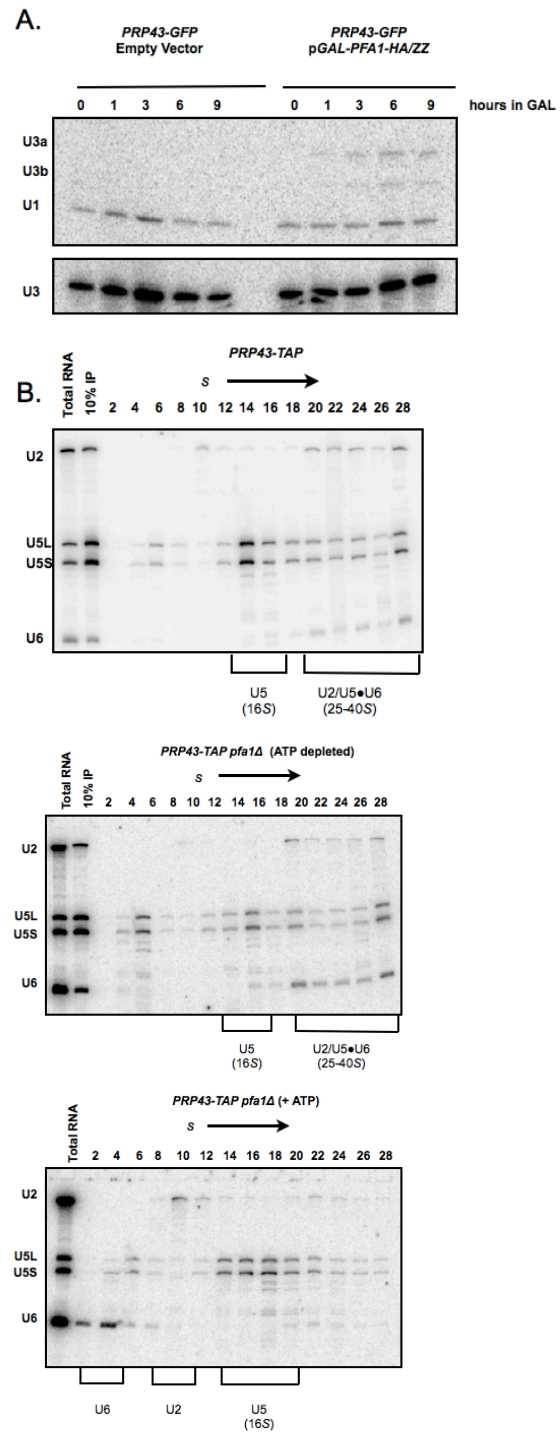 A.
PRP43-GFP
Empty Vector
PRP43-GFP
pGAL-PFA1-HA/ZZ
0 1 3 6 9 0 1 3 6 9 hours in GAL
U3a
U3b
U1
U3
B.
PRP43-TAP
S
Total RNA
10% IP
2 4 6 8 10 12 14 16 18 20 22 24 26 28
U2
U5L
U5S
U6
U5
(16S)
U2/U5●U6
(25-40S)
PRP43-TAP pfa1Δ (ATP depleted)
S
Total RNA
10% IP
2 4 6 8 10 12 14 16 18 20 22 24 26 28
U2
U5L
U5S
U6
U5
(16S)
U2/U5●U6
(25-40S)
PRP43-TAP pfa1Δ (+ ATP)
S
Total RNA
2 4 6 8 10 12 14 16 18 20 22 24 26 28
U2
U5L
U5S
U6
U6
U2
U5
(16S)